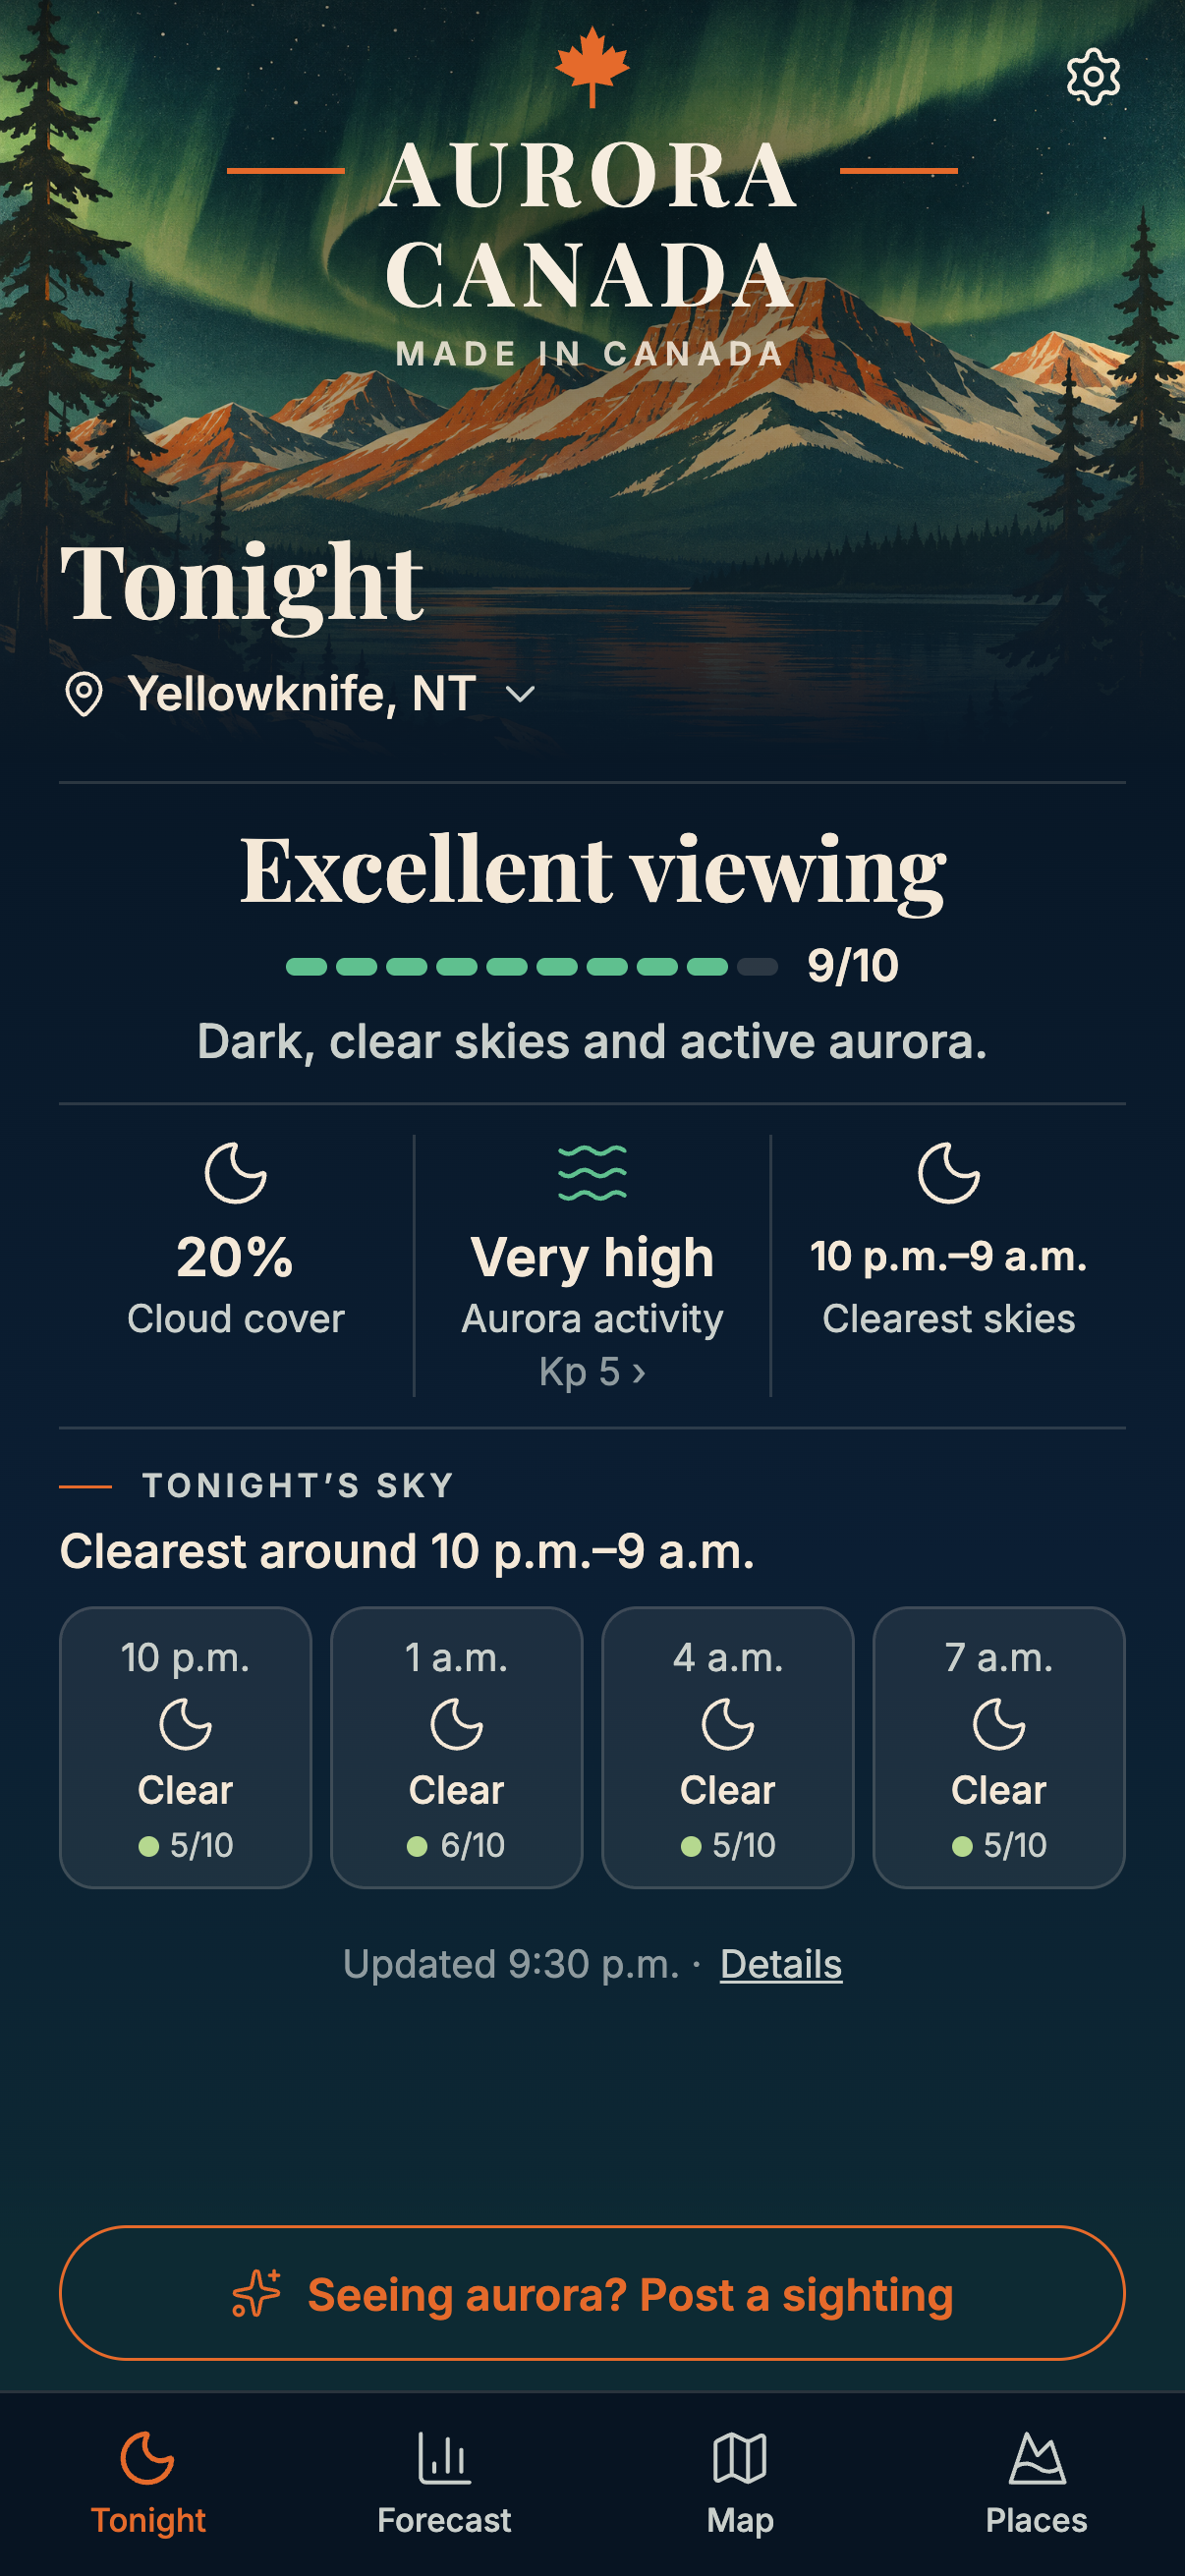 AURORA
CANADA
MADE IN CANADA
Tonight
Yellowknife, NT
Excellent viewing
9/10
Dark, clear skies and active aurora.
20%
Cloud cover
Very high
Aurora activity
Kp 5 ›
10 p.m.–9 a.m.
Clearest skies
TONIGHT’S SKY
Clearest around 10 p.m.–9 a.m.
10 p.m.
Clear
5/10
1 a.m.
Clear
6/10
4 a.m.
Clear
5/10
7 a.m.
Clear
5/10
Updated 9:30 p.m. · Details
Seeing aurora? Post a sighting
Tonight
Forecast
Map
Places